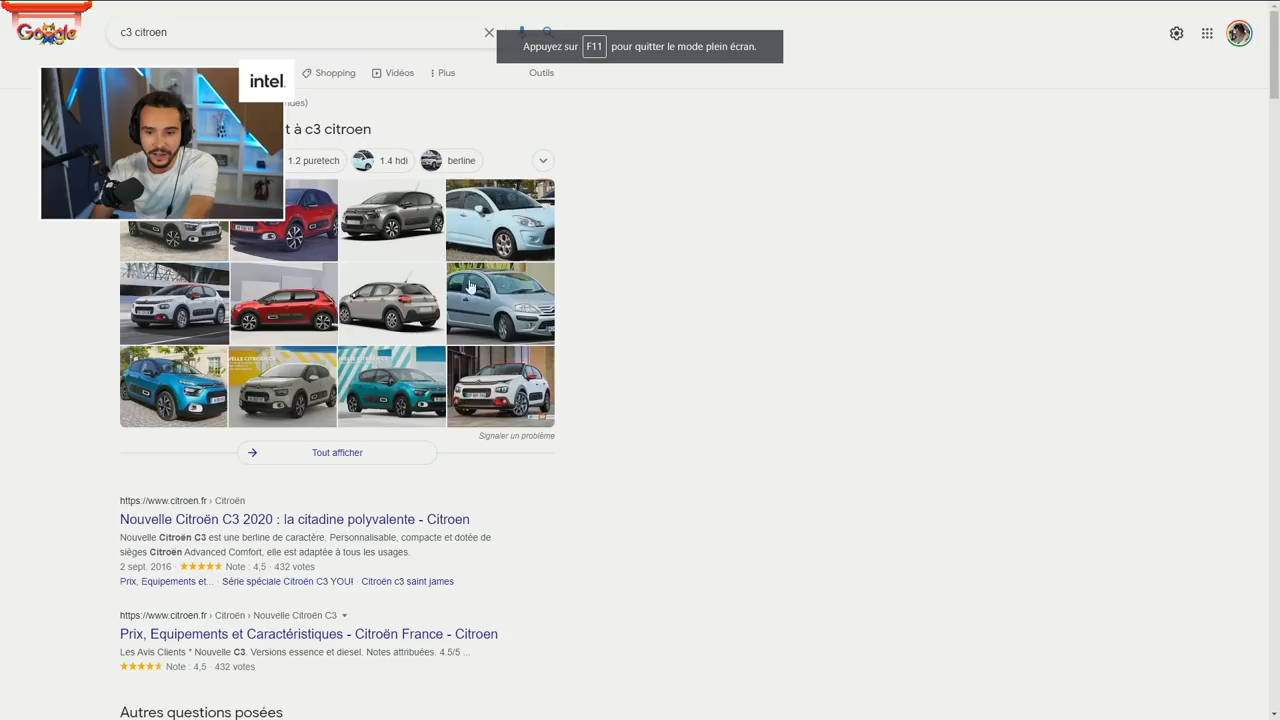 Google
c3 citroen
Appuyez sur F11 pour quitter le mode plein écran.
intel.
Shopping
Vidéos
Plus
Outils
t à c3 citroen
1.2 puretech
1.4 hdi
berline
Signaler un problème
Tout afficher
https://www.citroen.fr › Citroën
Nouvelle Citroën C3 2020 : la citadine polyvalente - Citroen
Nouvelle Citroën C3 est une berline de caractère. Personnalisable, compacte et dotée de
sièges Citroën Advanced Comfort, elle est adaptée à tous les usages.
2 sept. 2016 · Note : 4,5 · 432 votes
Prix, Equipements et... · Série spéciale Citroën C3 YOU! · Citroën c3 saint james
https://www.citroen.fr › Citroën › Nouvelle Citroën C3
Prix, Equipements et Caractéristiques - Citroën France - Citroen
Les Avis Clients * Nouvelle C3. Versions essence et diesel. Notes attribuées. 4.5/5 ...
Note : 4,5 · 432 votes
Autres questions posées